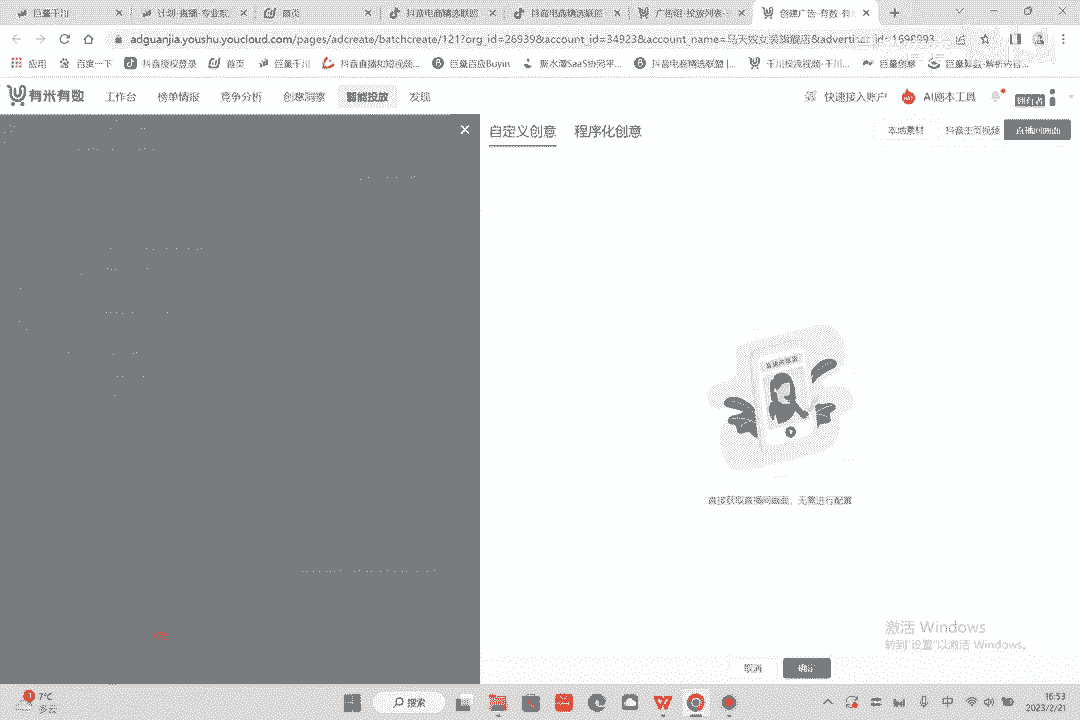 巨量千川
计划-直播-专业版
首页
抖音电商精选联盟
抖音电商精选联盟
广告组-投放列表-
创建广告-有数-有
adguanjia.youshu.youcloud.com/pages/adcreate/batchcreate/121?org_id=26939&account_id=34923&account_name=
应用
百度一下
抖音授权登录
首页
巨量千川
抖音直播和短视频...
巨量百应Buyin
聚水潭SaaS协同平...
抖音电商精选联盟 |...
千川投流视频-千川...
巨量创意
巨量算数-解析内容...
有米有数
工作台
榜单情报
竞争分析
创意洞察
智能投放
发现
快速接入账户
AI剧本工具
拥有者
自定义创意
程序化创意
本地素材
抖音主页视频
直播间画面
直播间画面
直接获取直播间画面，无需进行配置
激活 Windows
转到"设置"以激活 Windows。
取消
确定
1
7°C
多云
搜索
中
16:53
2023/2/21